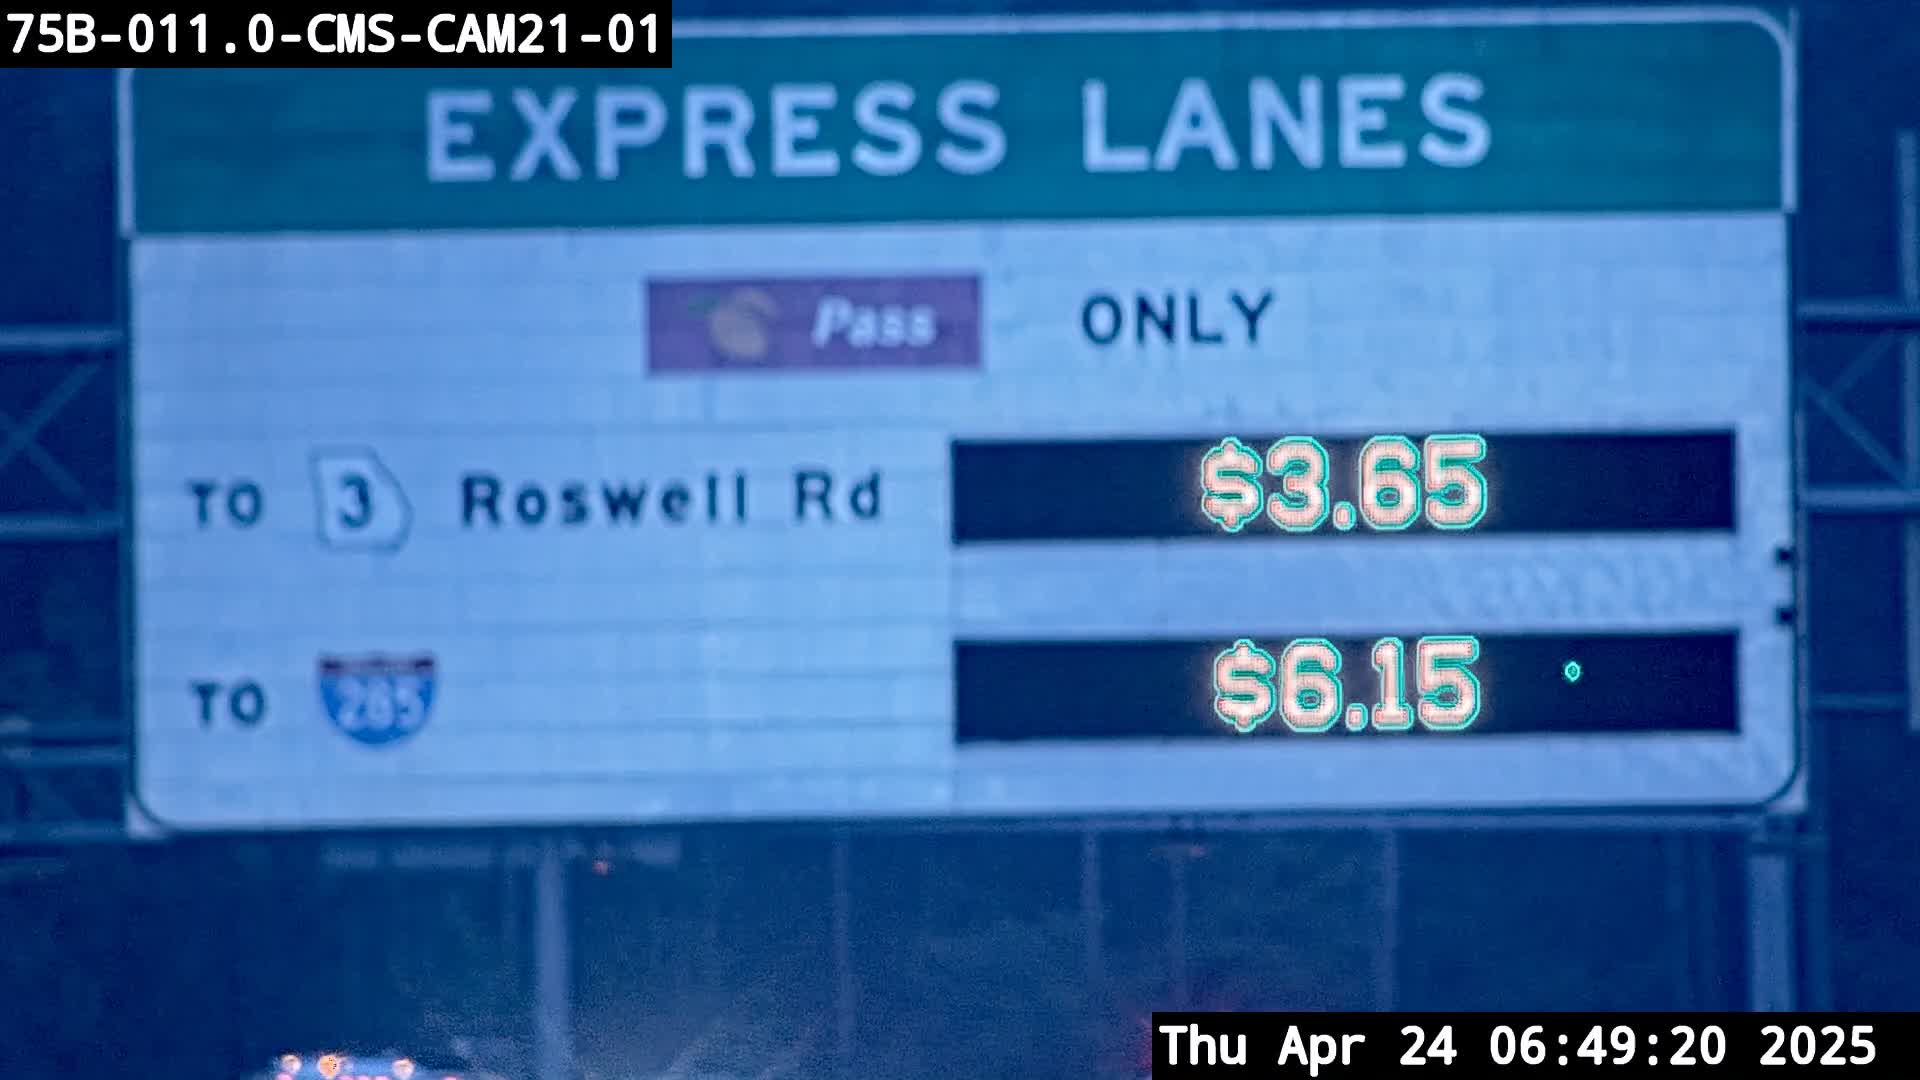 75B-011.0-CMS-CAM21-01
EXPRESS LANES
Pass ONLY
TO 3 Roswell Rd $3.65
TO 285 $6.15
Thu Apr 24 06:49:20 2025